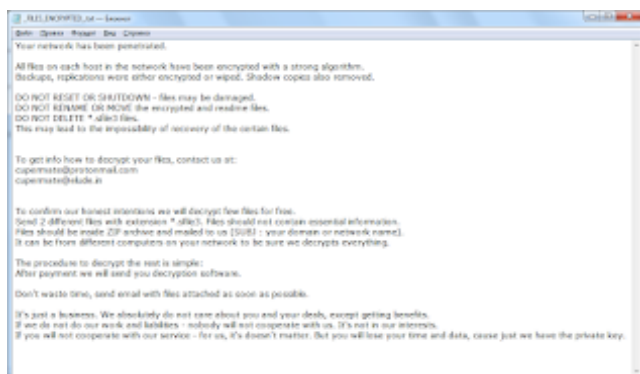 _FILES_ENCRYPTED_.txt — Блокнот
Файл Правка Формат Вид Справка
Your network has been penetrated.
All files on each host in the network have been encrypted with a strong algorithm.
Backups, replications were either encrypted or wiped. Shadow copies also removed.
DO NOT RESET OR SHUTDOWN - files may be damaged.
DO NOT RENAME OR MOVE the encrypted and readme files.
DO NOT DELETE *.sfile3 files.
This may lead to the impossibility of recovery of the certain files.
To get info how to decrypt your files, contact us at:
cupermate@protonmail.com
cupermate@elude.in
To confirm our honest intentions we will decrypt few files for free.
Send 2 different files with extension *.sfile3. Files should not contain essential information.
Files should be inside ZIP archive and mailed to us (SUBJ : your domain or network name).
It can be from different computers on your network to be sure we decrypts everything.
The procedure to decrypt the rest is simple:
After payment we will send you decryption software.
Don't waste time, send email with files attached as soon as possible.
It's just a business. We absolutely do not care about you and your deals, except getting benefits.
If we do not do our work and liabilities - nobody will not cooperate with us. It's not in our interests.
If you will not cooperate with our service - for us, it's doesn't matter. But you will lose your time and data, cause just we have the private key.